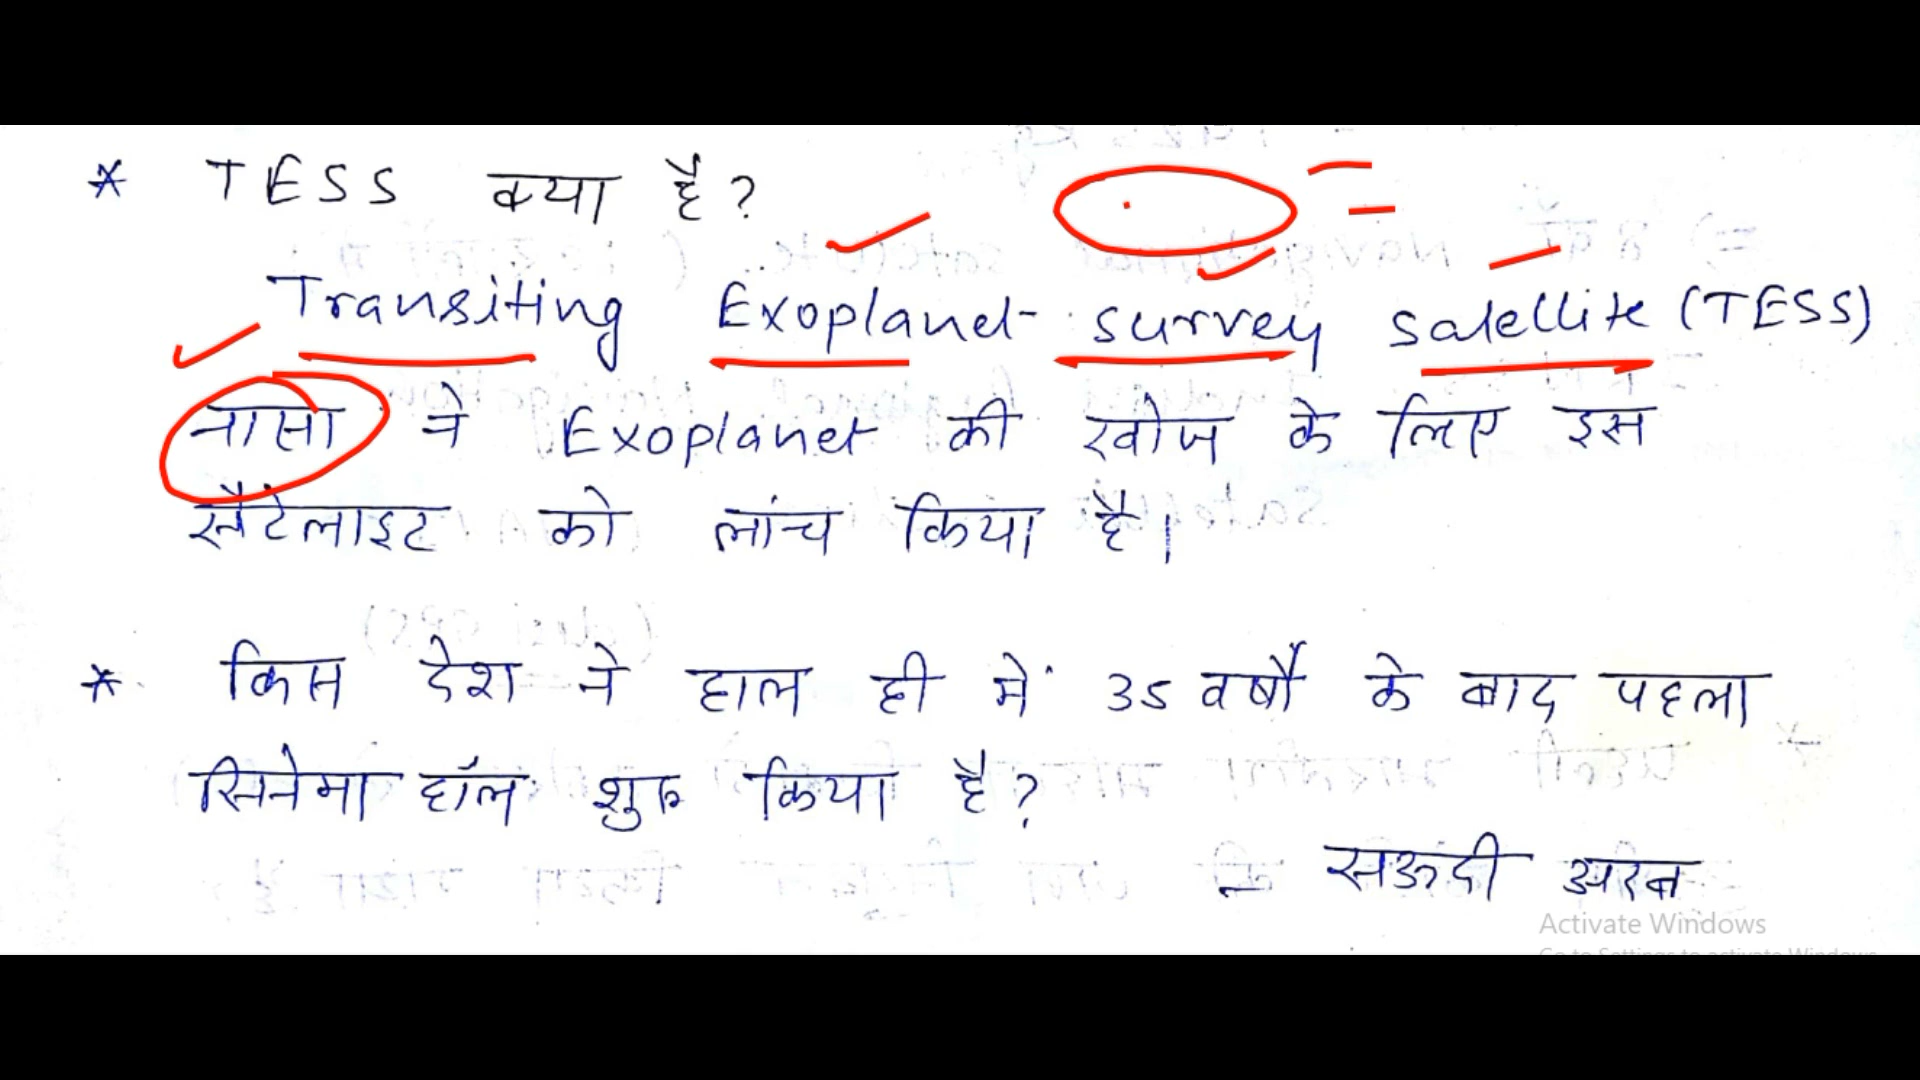 * TESS क्या है?
Transiting Exoplanet survey satellite (TESS)
नासा ने Exoplanet की खोज के लिए इस
सैटेलाइट को लांच किया है।
* किस देश ने हाल ही में 35 वर्षों के बाद पहला
सिनेमा हॉल शुरू किया है?
- सऊदी अरब
Activate Windows